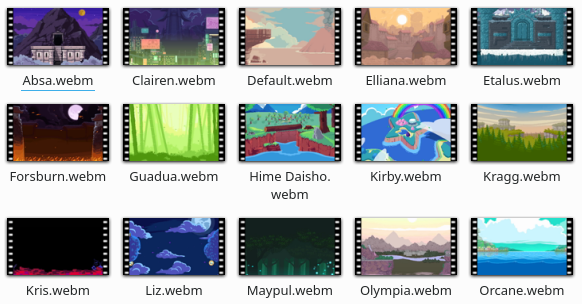 Absa.webm
Clairen.webm
Default.webm
Elliana.webm
Etalus.webm
Forsburn.webm
Guadua.webm
Hime Daisho.
webm
Kirby.webm
Kragg.webm
Kris.webm
Liz.webm
Maypul.webm
Olympia.webm
Orcane.webm